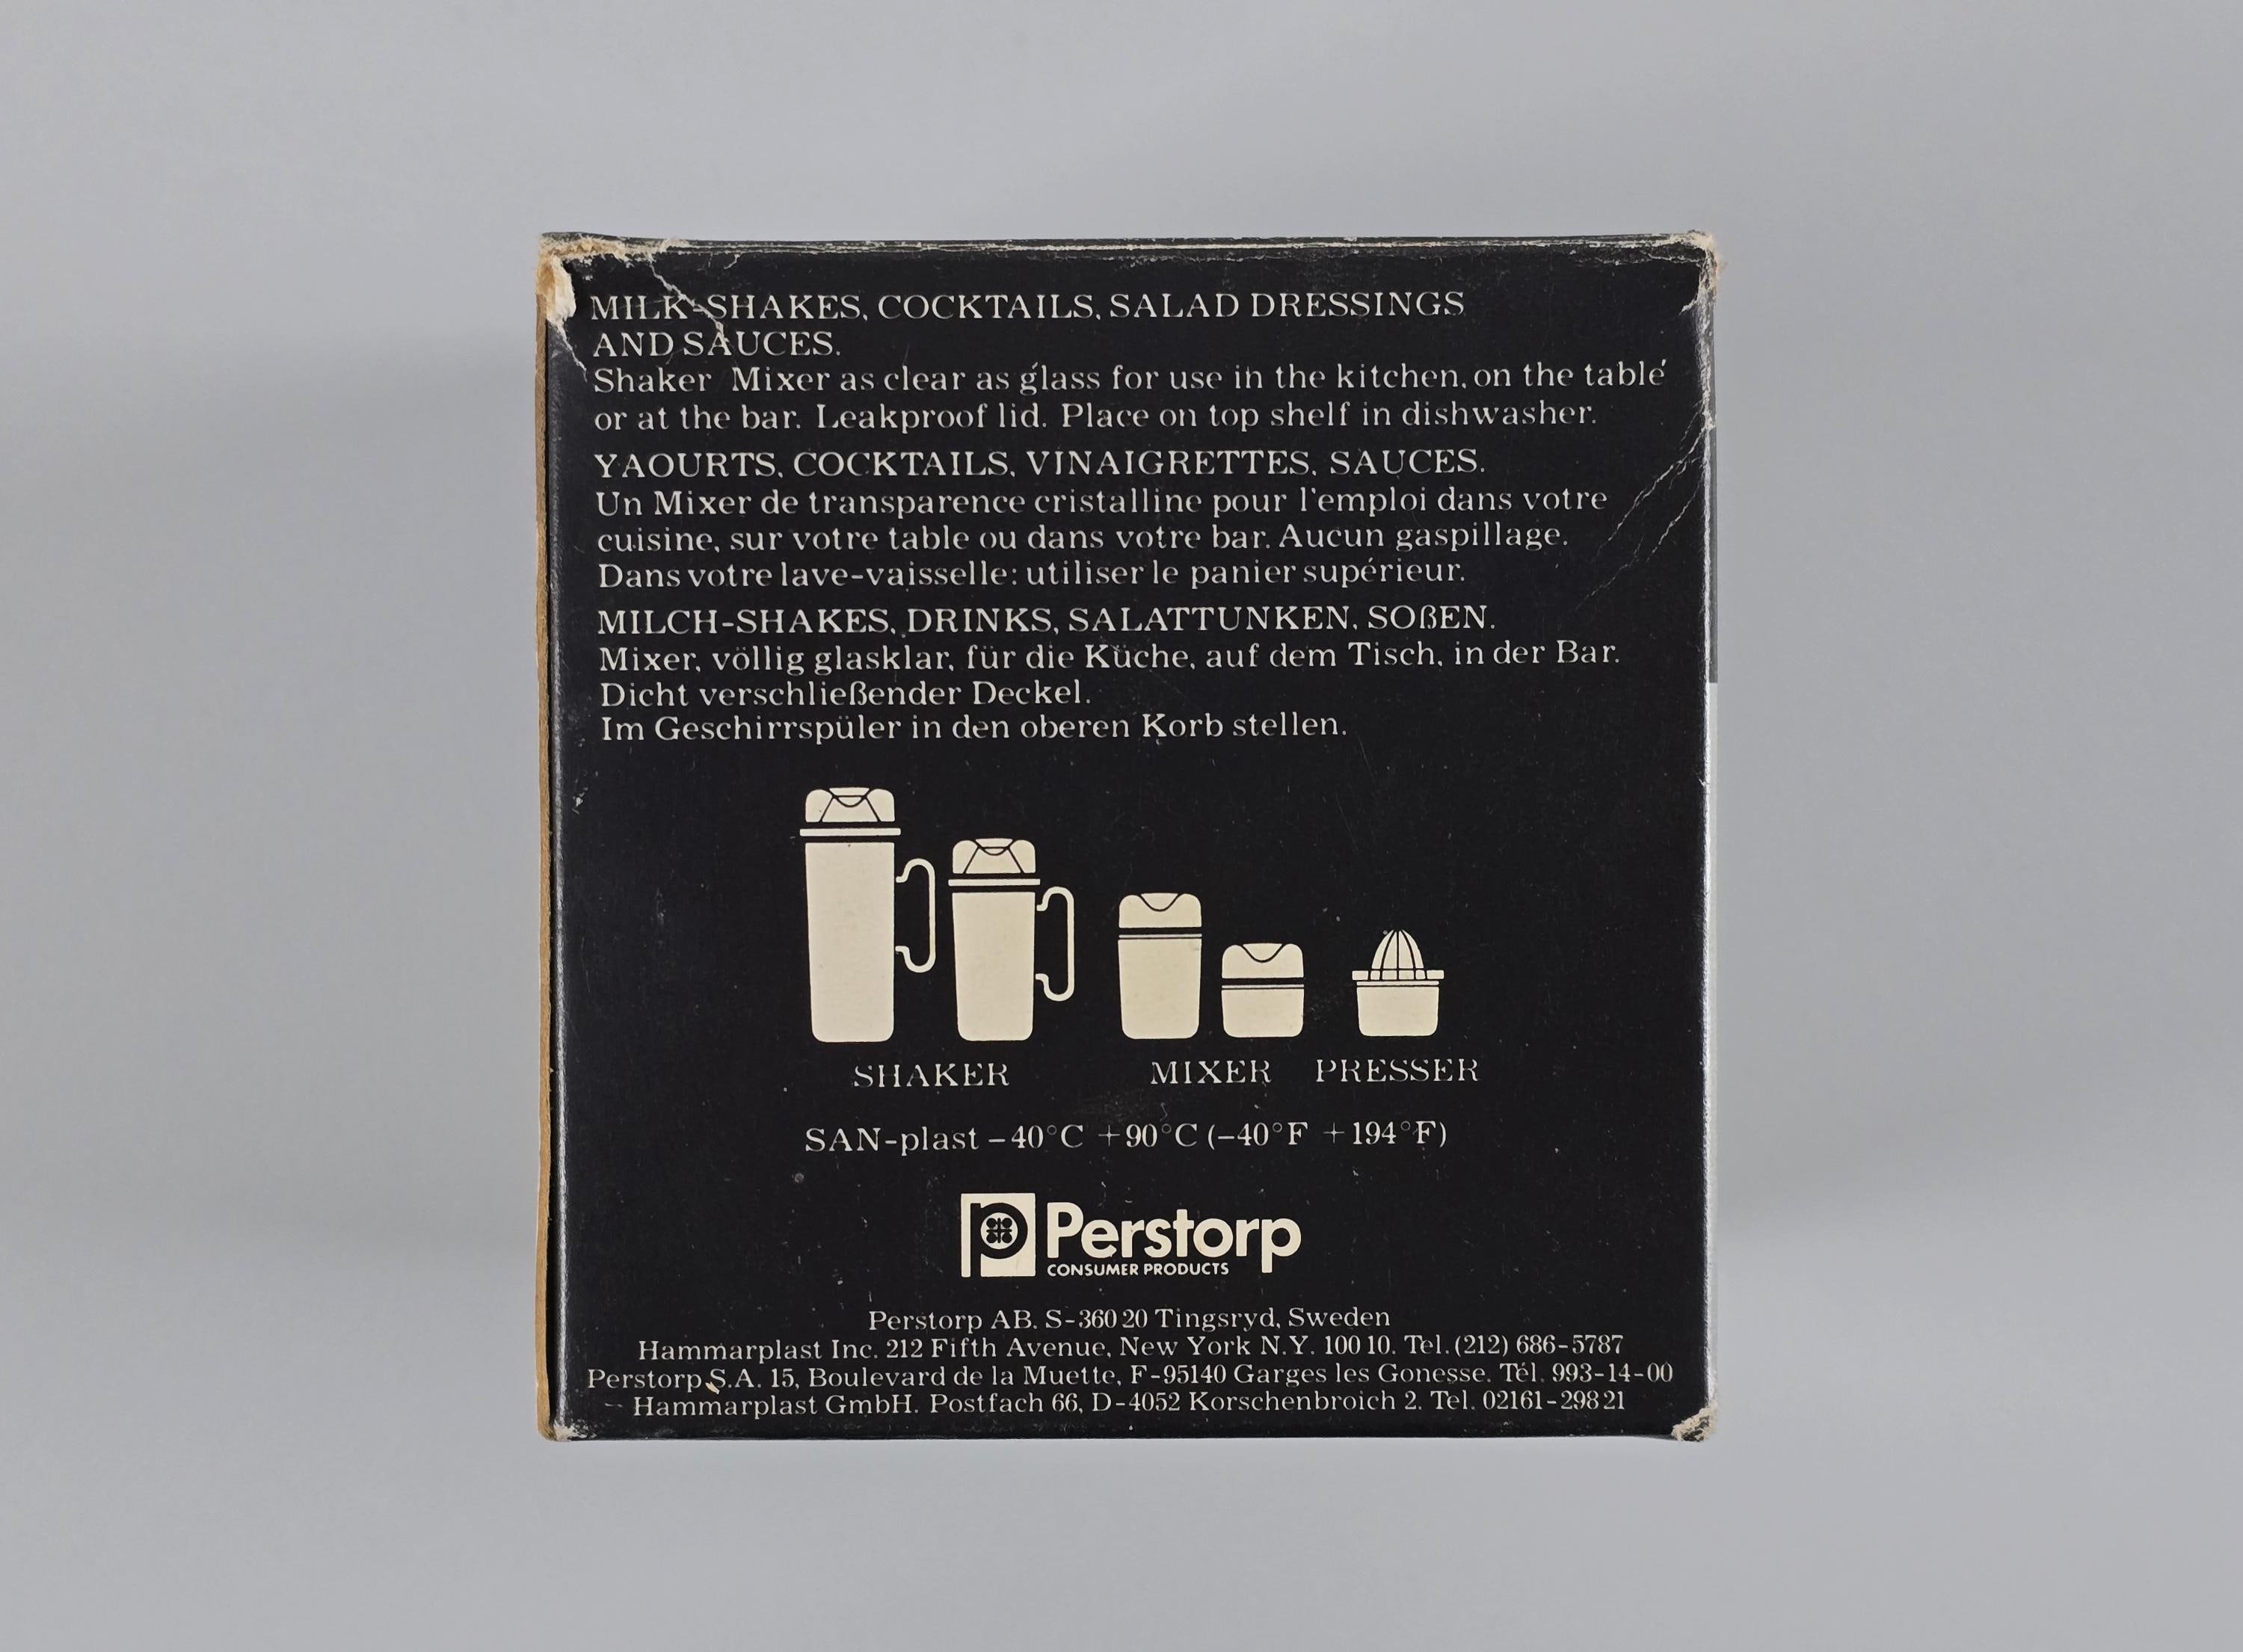 MILK-SHAKES, COCKTAILS, SALAD DRESSINGS
AND SAUCES.
Shaker Mixer as clear as glass for use in the kitchen, on the table
or at the bar. Leakproof lid. Place on top shelf in dishwasher.
YAOURTS, COCKTAILS, VINAIGRETTES, SAUCES.
Un Mixer de transparence cristalline pour l'emploi dans votre
cuisine, sur votre table ou dans votre bar. Aucun gaspillage.
Dans votre lave-vaisselle: utiliser le panier supérieur.
MILCH-SHAKES, DRINKS, SALATTUNKEN, SOßEN.
Mixer, völlig glasklar, für die Küche, auf dem Tisch, in der Bar.
Dicht verschließender Deckel.
Im Geschirrspüler in den oberen Korb stellen.
SHAKER MIXER PRESSER
SAN-plast –40°C +90°C (–40°F +194°F)
Perstorp
CONSUMER PRODUCTS
Perstorp AB. S-360 20 Tingsryd, Sweden
Hammarplast Inc. 212 Fifth Avenue, New York N.Y. 100 10. Tel. (212) 686-5787
Perstorp S.A. 15, Boulevard de la Muette, F-95140 Garges les Gonesse. Tél. 993-14-00
Hammarplast GmbH. Postfach 66, D-4052 Korschenbroich 2. Tel. 02161-298 21